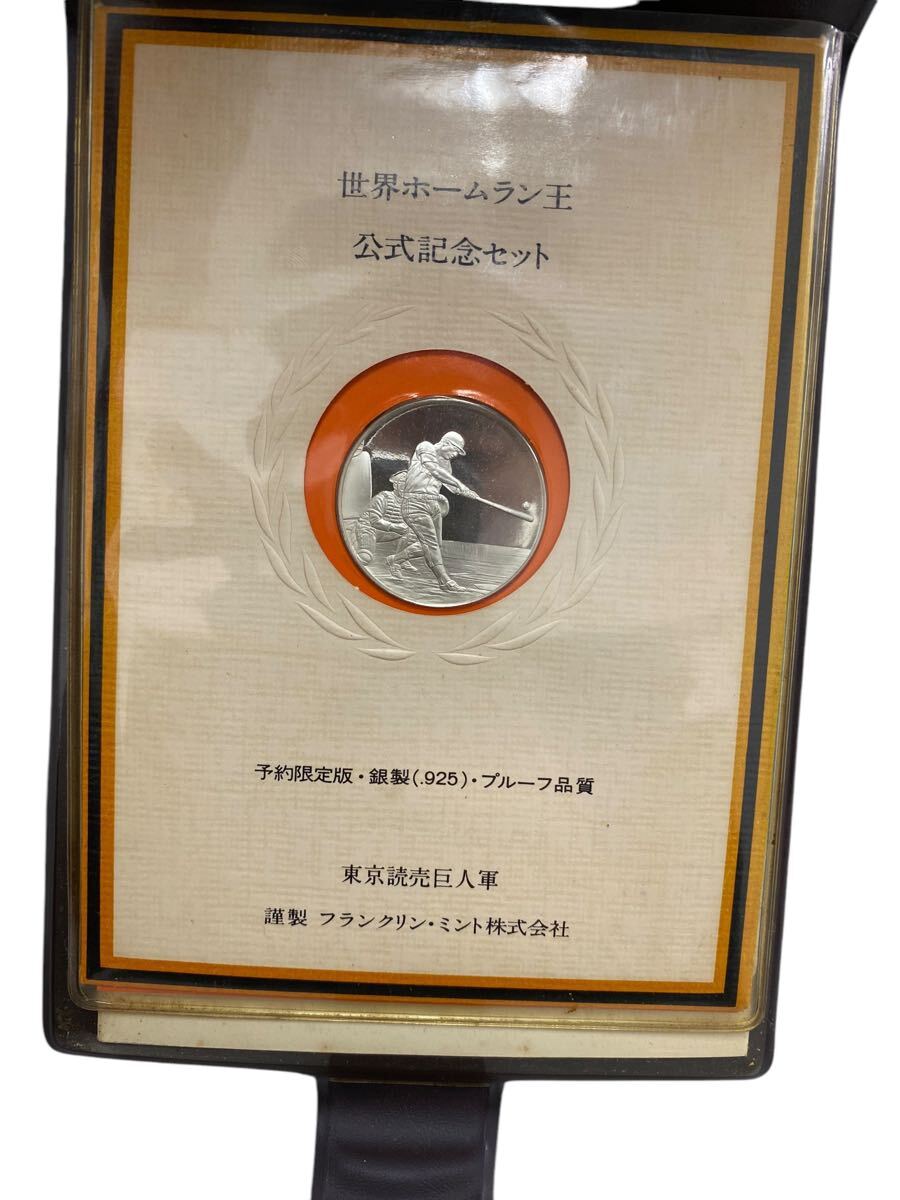 世界ホームラン王
公式記念セット
予約限定版・銀製(.925)・プルーフ品質
東京読売巨人軍
謹製 フランクリン・ミント株式会社